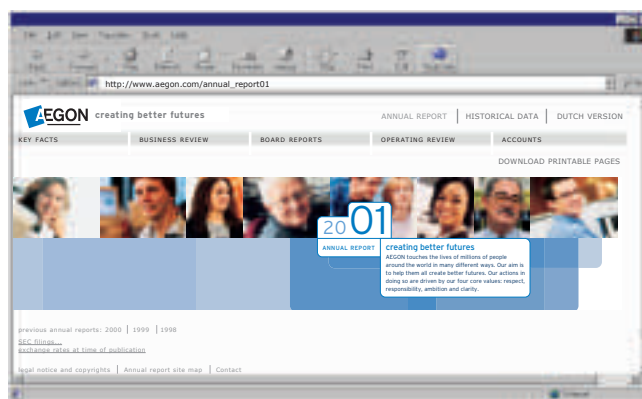 http://www.aegon.com/annual_report01
AEGON creating better futures
ANNUAL REPORT | HISTORICAL DATA | DUTCH VERSION
KEY FACTS BUSINESS REVIEW BOARD REPORTS OPERATING REVIEW ACCOUNTS
DOWNLOAD PRINTABLE PAGES
2001
ANNUAL REPORT
creating better futures
AEGON touches the lives of millions of people
around the world in many different ways. Our aim is
to help them all create better futures. Our actions in
doing so are driven by our four core values: respect,
responsibility, ambition and clarity.
previous annual reports: 2000 | 1999 | 1998
SEC filings...
exchange rates at time of publication
legal notice and copyrights | Annual report site map | Contact